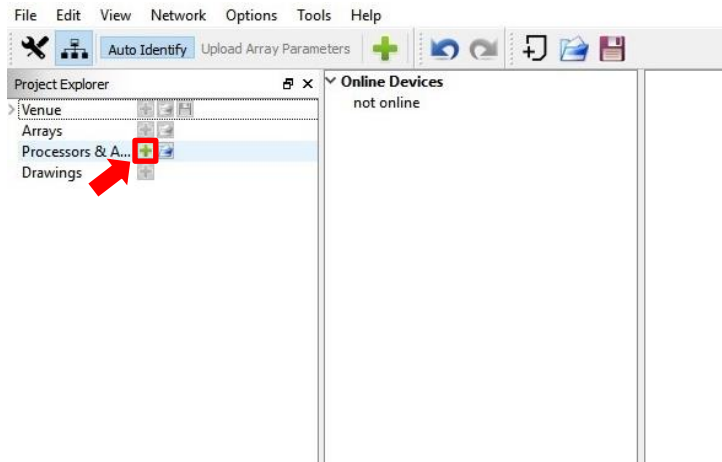 File Edit View Network Options Tools Help
Auto Identify Upload Array Parameters
Project Explorer
Online Devices
not online
Venue
Arrays
Processors & A...
Drawings